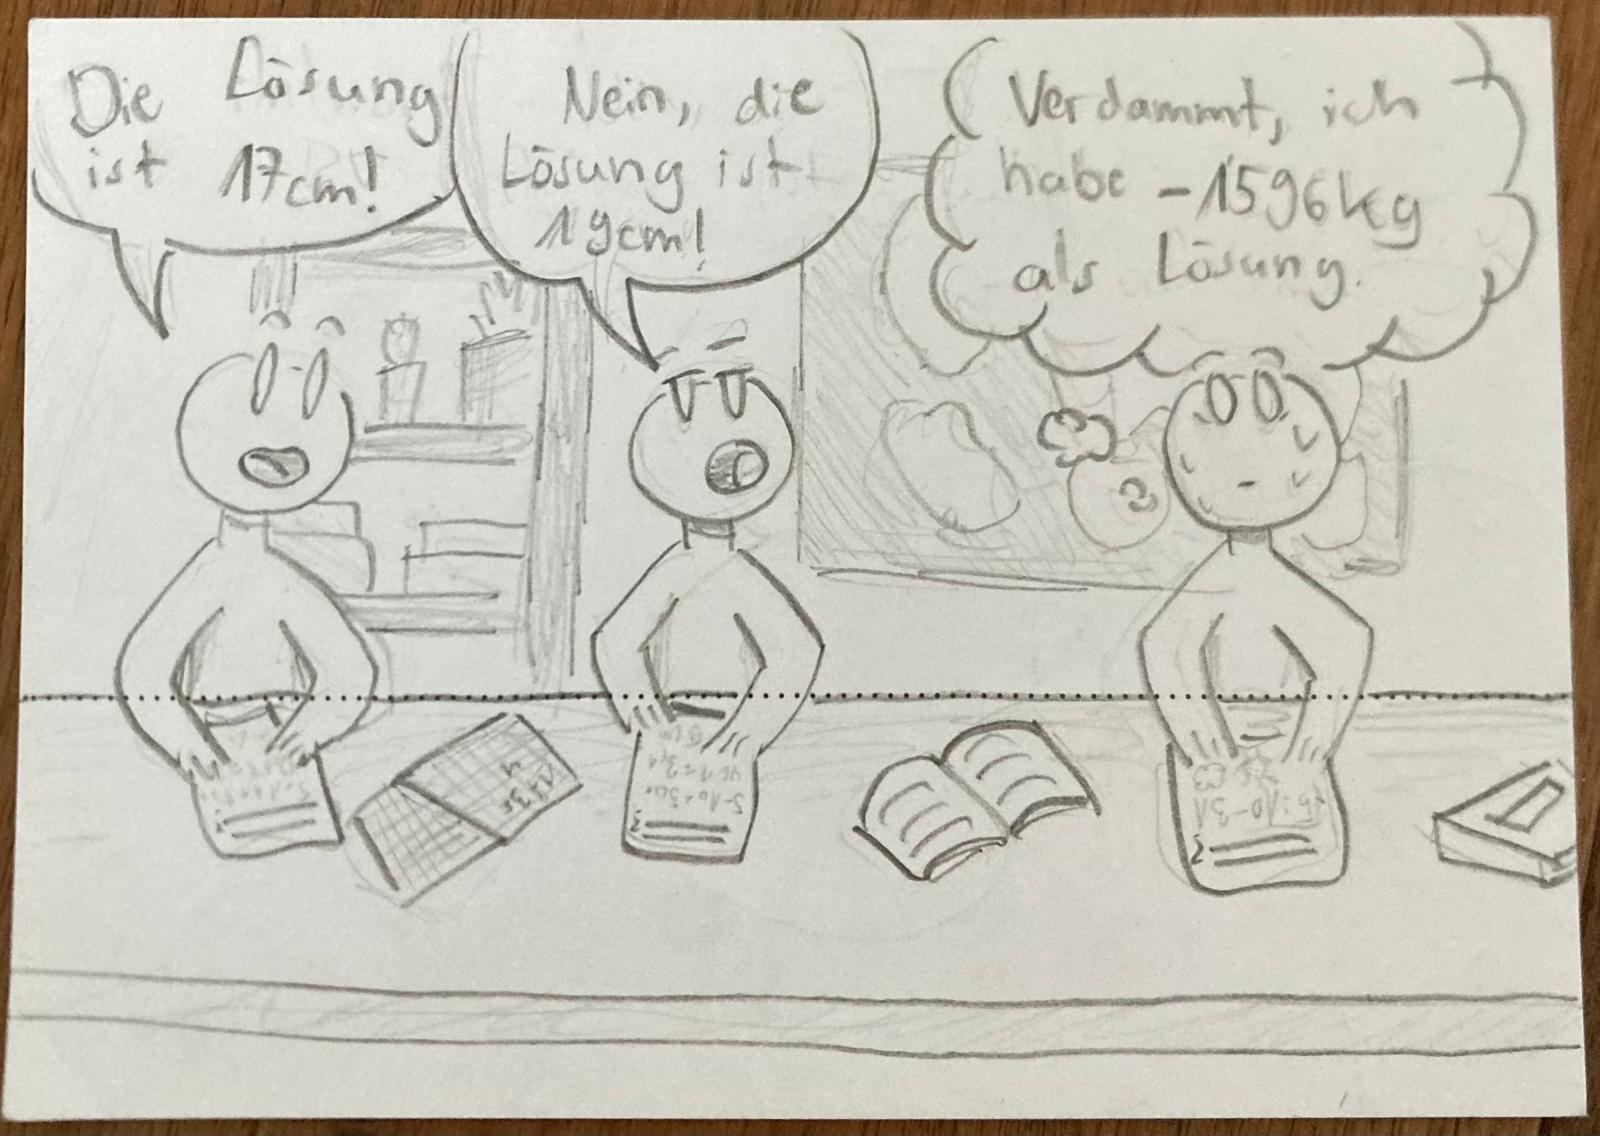 Die Lösung
ist 17cm!
Nein, die
Lösung ist
19cm!
Verdammt, ich
habe -1596kg
als Lösung.